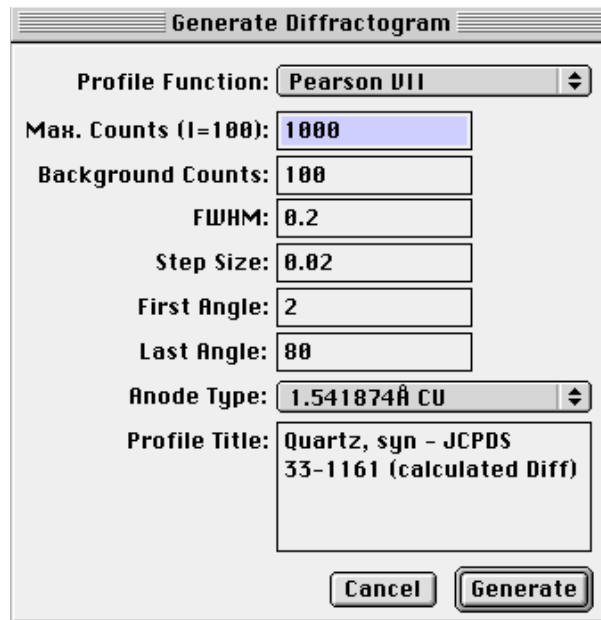 Generate Diffractogram
Profile Function: Pearson VII
Max. Counts (I=100): 1000
Background Counts: 100
FWHM: 0.2
Step Size: 0.02
First Angle: 2
Last Angle: 80
Anode Type: 1.541874Å CU
Profile Title: Quartz, syn - JCPDS
33-1161 (calculated Diff)
Cancel Generate